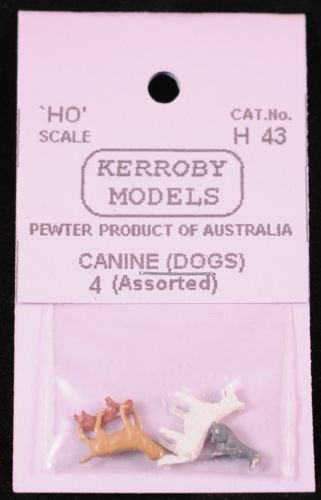 `HO' CAT.No.
SCALE H 43
KERROBY
MODELS
PEWTER PRODUCT OF AUSTRALIA
CANINE (DOGS)
4 (Assorted)